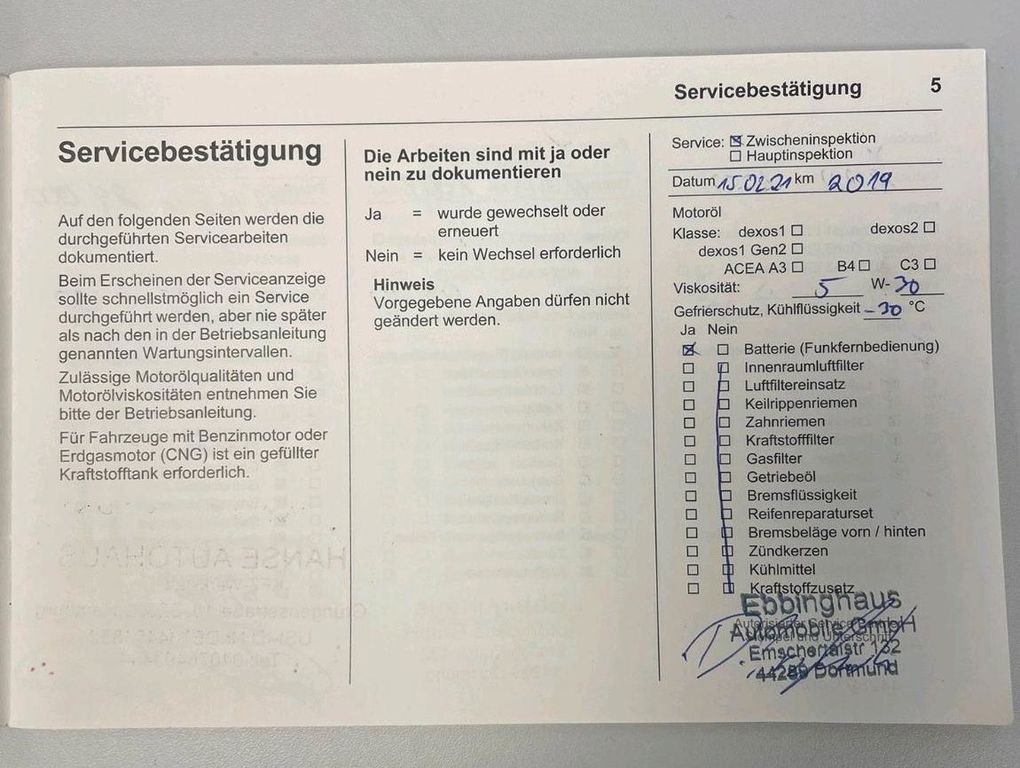 Servicebestätigung 5
Servicebestätigung
Auf den folgenden Seiten werden die
durchgeführten Servicearbeiten
dokumentiert.
Beim Erscheinen der Serviceanzeige
sollte schnellstmöglich ein Service
durchgeführt werden, aber nie später
als nach den in der Betriebsanleitung
genannten Wartungsintervallen.
Zulässige Motorölqualitäten und
Motorölviskositäten entnehmen Sie
bitte der Betriebsanleitung.
Für Fahrzeuge mit Benzinmotor oder
Erdgasmotor (CNG) ist ein gefüllter
Kraftstofftank erforderlich.
Die Arbeiten sind mit ja oder
nein zu dokumentieren
Ja = wurde gewechselt oder
erneuert
Nein = kein Wechsel erforderlich
Hinweis
Vorgegebene Angaben dürfen nicht
geändert werden.
Service: ☒ Zwischeninspektion
☐ Hauptinspektion
Datum 15.02.21 km 2019
Motoröl
Klasse: dexos1 ☐ dexos2 ☐
dexos1 Gen2 ☐
ACEA A3 ☐ B4 ☐ C3 ☐
Viskosität: 5 W-30
Gefrierschutz, Kühlflüssigkeit -30 °C
Ja Nein
☒ ☐ Batterie (Funkfernbedienung)
☐ ☐ Innenraumluftfilter
☐ ☐ Luftfiltereinsatz
☐ ☐ Keilrippenriemen
☐ ☐ Zahnriemen
☐ ☐ Kraftstofffilter
☐ ☐ Gasfilter
☐ ☐ Getriebeöl
☐ ☐ Bremsflüssigkeit
☐ ☐ Reifenreparaturset
☐ ☐ Bremsbeläge vorn / hinten
☐ ☐ Zündkerzen
☐ ☐ Kühlmittel
☐ ☐ Kraftstoffzusatz
Ebbinghaus
Automobile GmbH
Emschertalstr 132
44289 Dortmund